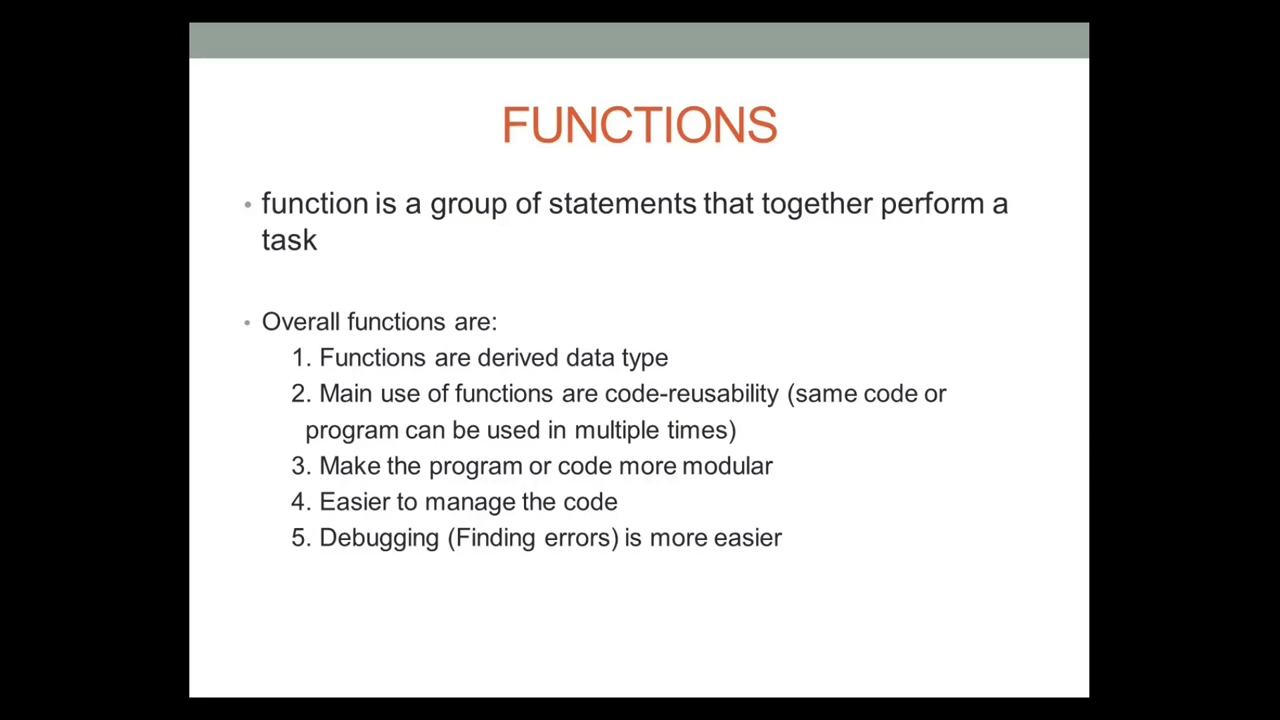 FUNCTIONS
• function is a group of statements that together perform a
task
• Overall functions are:
1. Functions are derived data type
2. Main use of functions are code-reusability (same code or
program can be used in multiple times)
3. Make the program or code more modular
4. Easier to manage the code
5. Debugging (Finding errors) is more easier